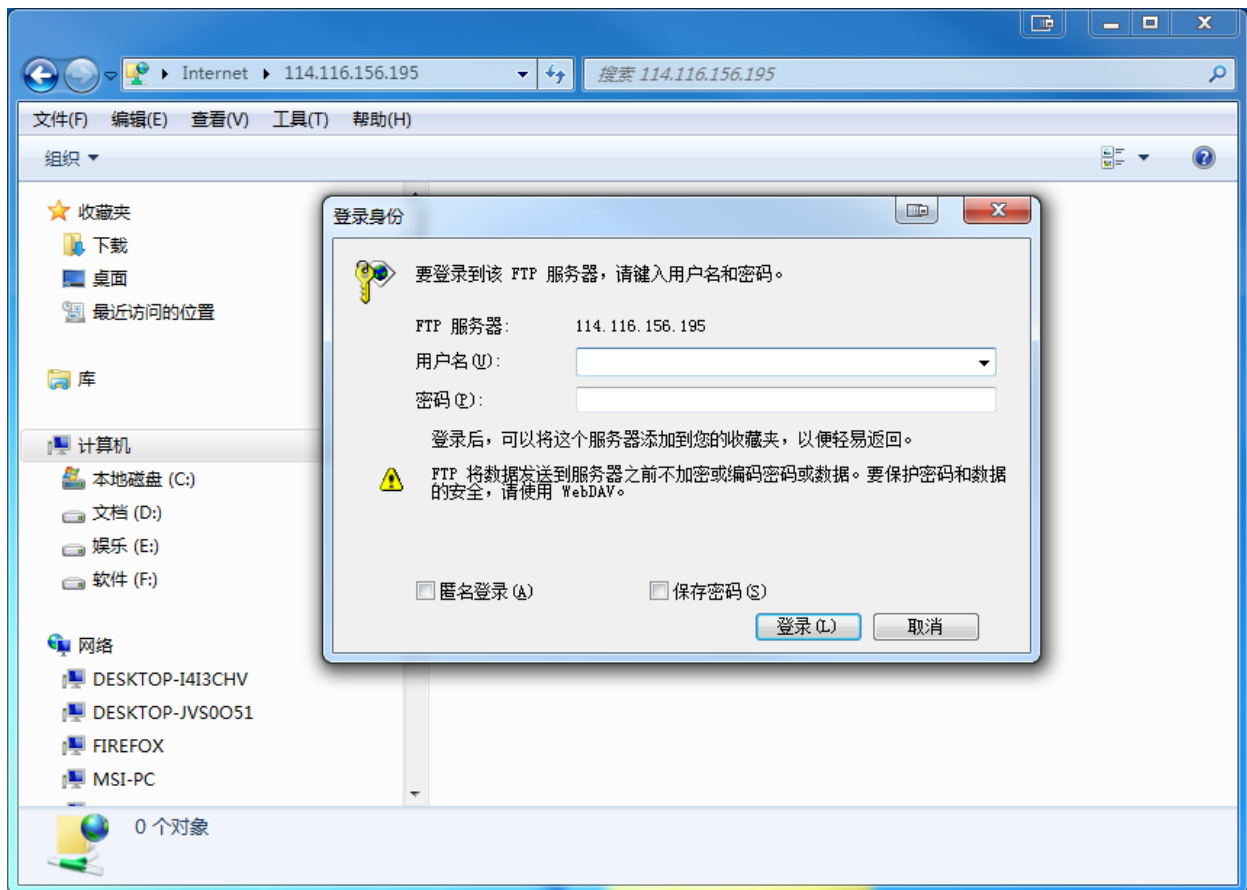 Internet
114.116.156.195
搜索 114.116.156.195
文件(F) 编辑(E) 查看(V) 工具(T) 帮助(H)
组织
收藏夹
下载
桌面
最近访问的位置
库
计算机
本地磁盘 (C:)
文档 (D:)
娱乐 (E:)
软件 (F:)
网络
DESKTOP-I4I3CHV
DESKTOP-JVS0O51
FIREFOX
MSI-PC
登录身份
要登录到该 FTP 服务器，请键入用户名和密码。
FTP 服务器: 114.116.156.195
用户名(U):
密码(P):
登录后，可以将这个服务器添加到您的收藏夹，以便轻易返回。
FTP 将数据发送到服务器之前不加密或编码密码或数据。要保护密码和数据
的安全，请使用 WebDAV。
匿名登录(A) 保存密码(S)
登录(L) 取消
0 个对象